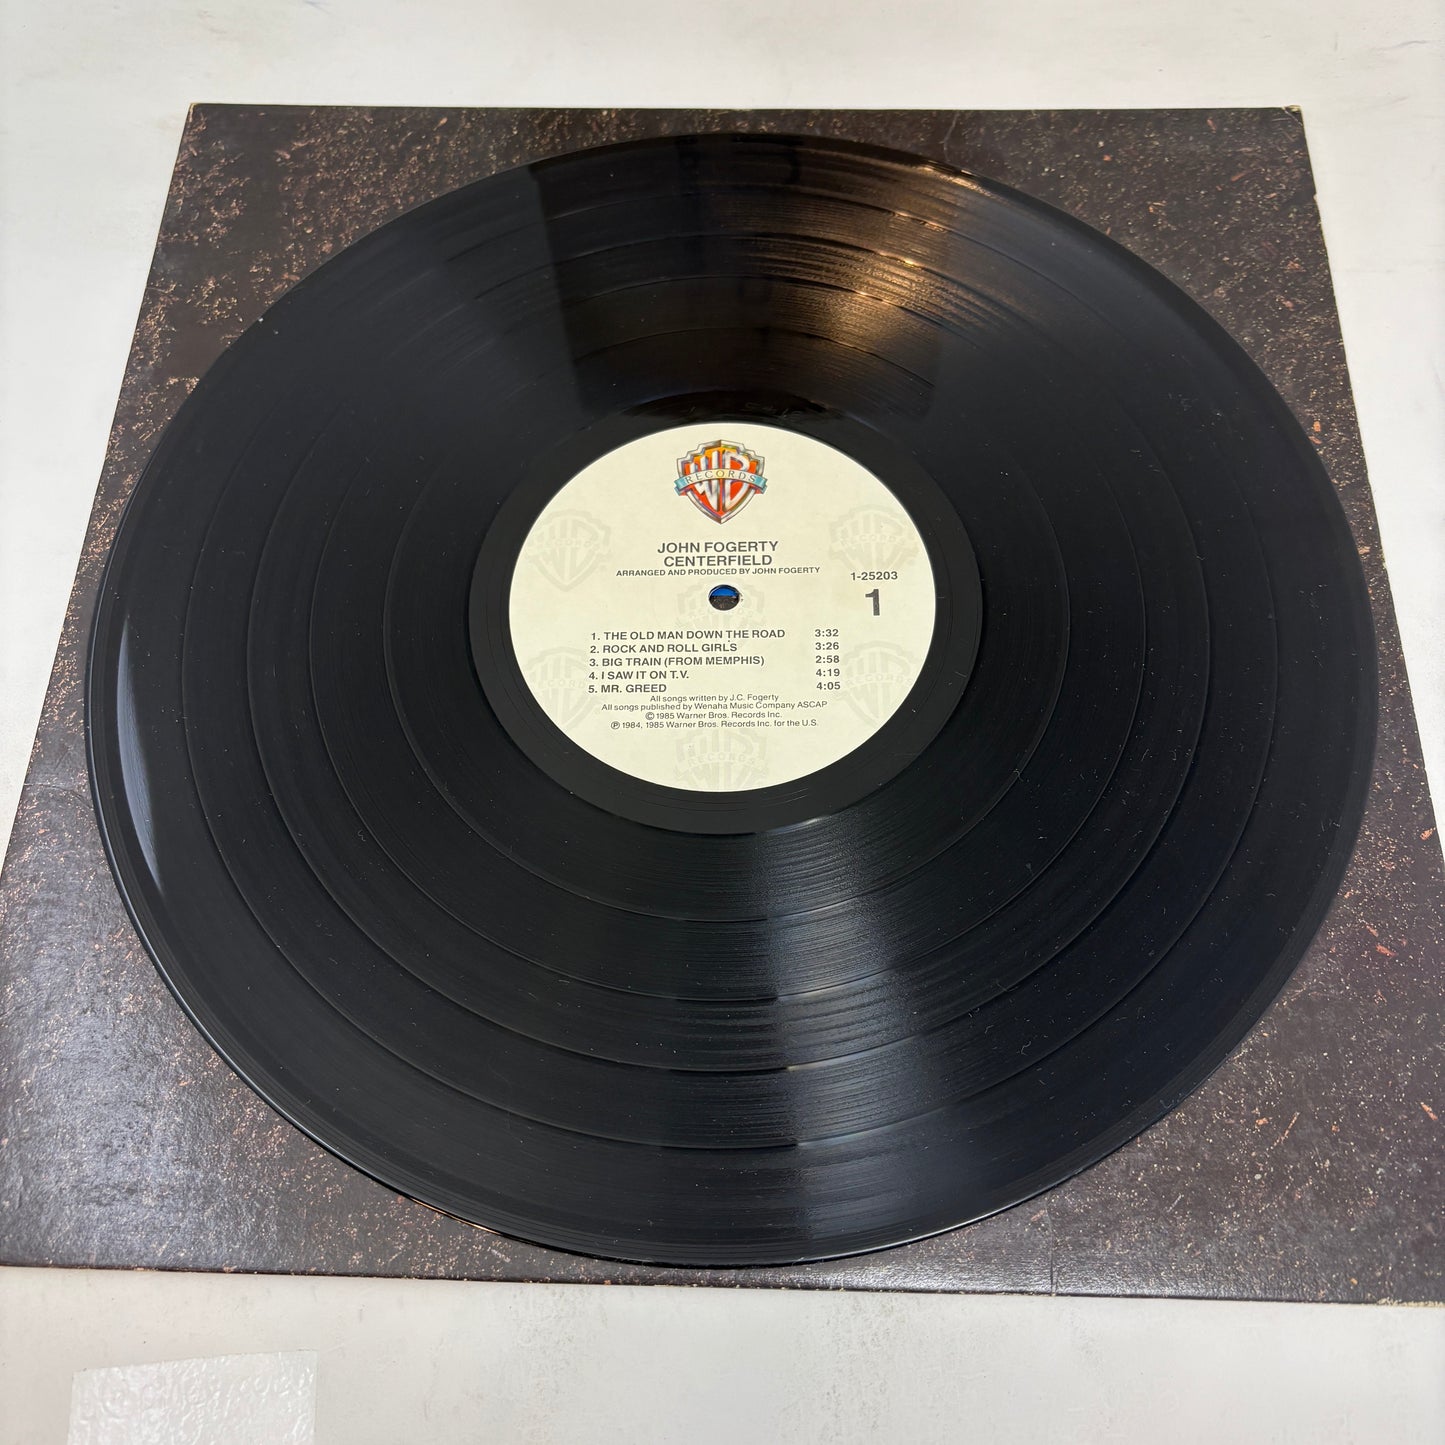 WB
RECORDS
JOHN FOGERTY
CENTERFIELD
ARRANGED AND PRODUCED BY JOHN FOGERTY
1-25203
1
1. THE OLD MAN DOWN THE ROAD 3:32
2. ROCK AND ROLL GIRLS 3:26
3. BIG TRAIN (FROM MEMPHIS) 2:58
4. I SAW IT ON T.V. 4:19
5. MR. GREED 4:05
All songs written by J.C. Fogerty
All songs published by Wenaha Music Company ASCAP
©1985 Warner Bros. Records Inc.
℗1984, 1985 Warner Bros. Records Inc. for the U.S.